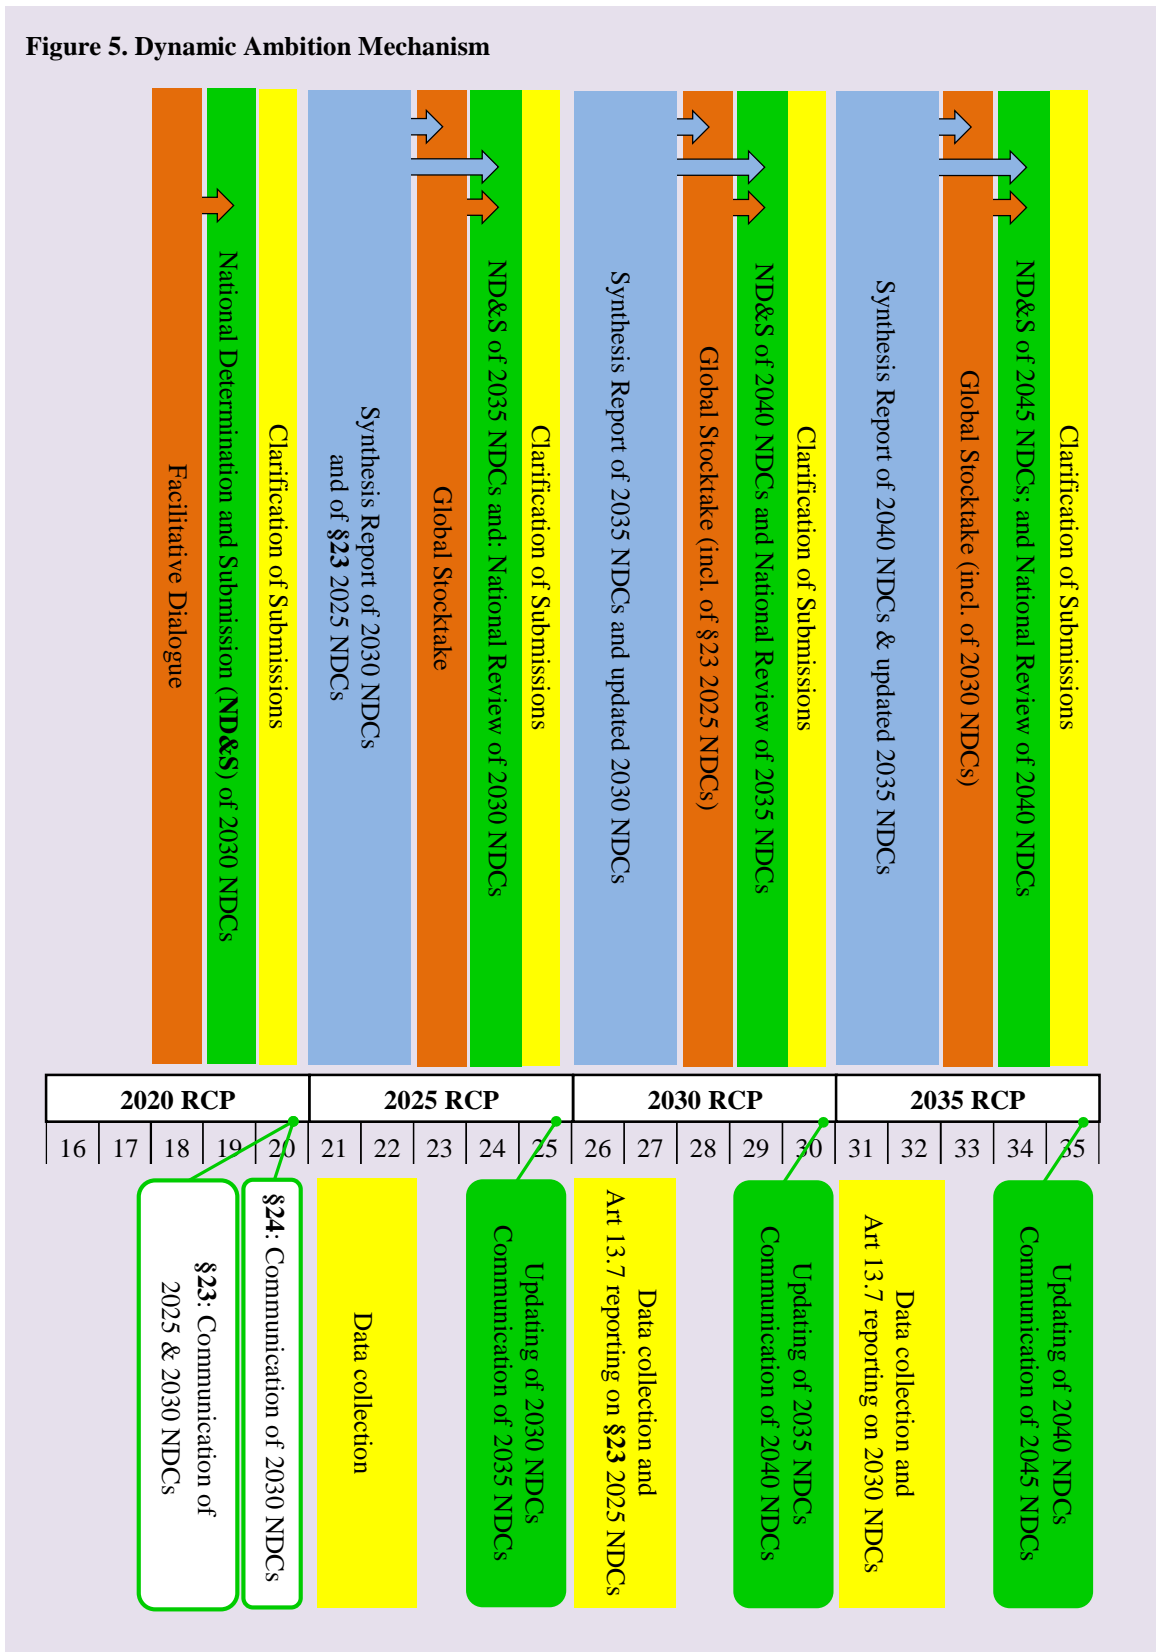 Figure 5. Dynamic Ambition Mechanism
Facilitative Dialogue
National Determination and Submission (ND&S) of 2030 NDCs
Clarification of Submissions
Synthesis Report of 2030 NDCs
and of §23 2025 NDCs
Global Stocktake
ND&S of 2035 NDCs and: National Review of 2030 NDCs
Clarification of Submissions
Synthesis Report of 2035 NDCs and updated 2030 NDCs
Global Stocktake (incl. of §23 2025 NDCs)
ND&S of 2040 NDCs and National Review of 2035 NDCs
Clarification of Submissions
Synthesis Report of 2040 NDCs & updated 2035 NDCs
Global Stocktake (incl. of 2030 NDCs)
ND&S of 2045 NDCs; and National Review of 2040 NDCs
Clarification of Submissions
2020 RCP 2025 RCP 2030 RCP 2035 RCP
16 17 18 19 20 21 22 23 24 25 26 27 28 29 30 31 32 33 34 35
§23: Communication of
2025 & 2030 NDCs
§24: Communication of 2030 NDCs
Data collection
Updating of 2030 NDCs
Communication of 2035 NDCs
Data collection and
Art 13.7 reporting on §23 2025 NDCs
Updating of 2035 NDCs
Communication of 2040 NDCs
Data collection and
Art 13.7 reporting on 2030 NDCs
Updating of 2040 NDCs
Communication of 2045 NDCs